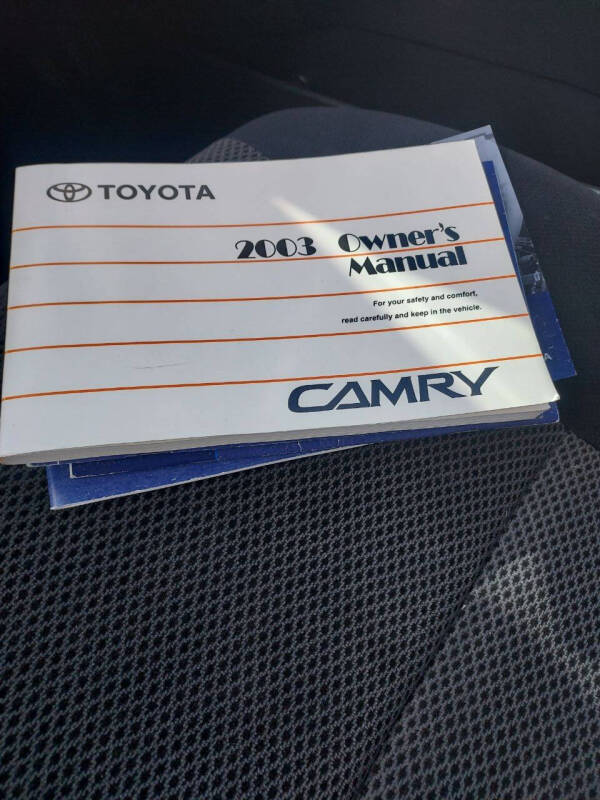 TOYOTA
2003 Owner's
Manual
For your safety and comfort,
read carefully and keep in the vehicle.
CAMRY